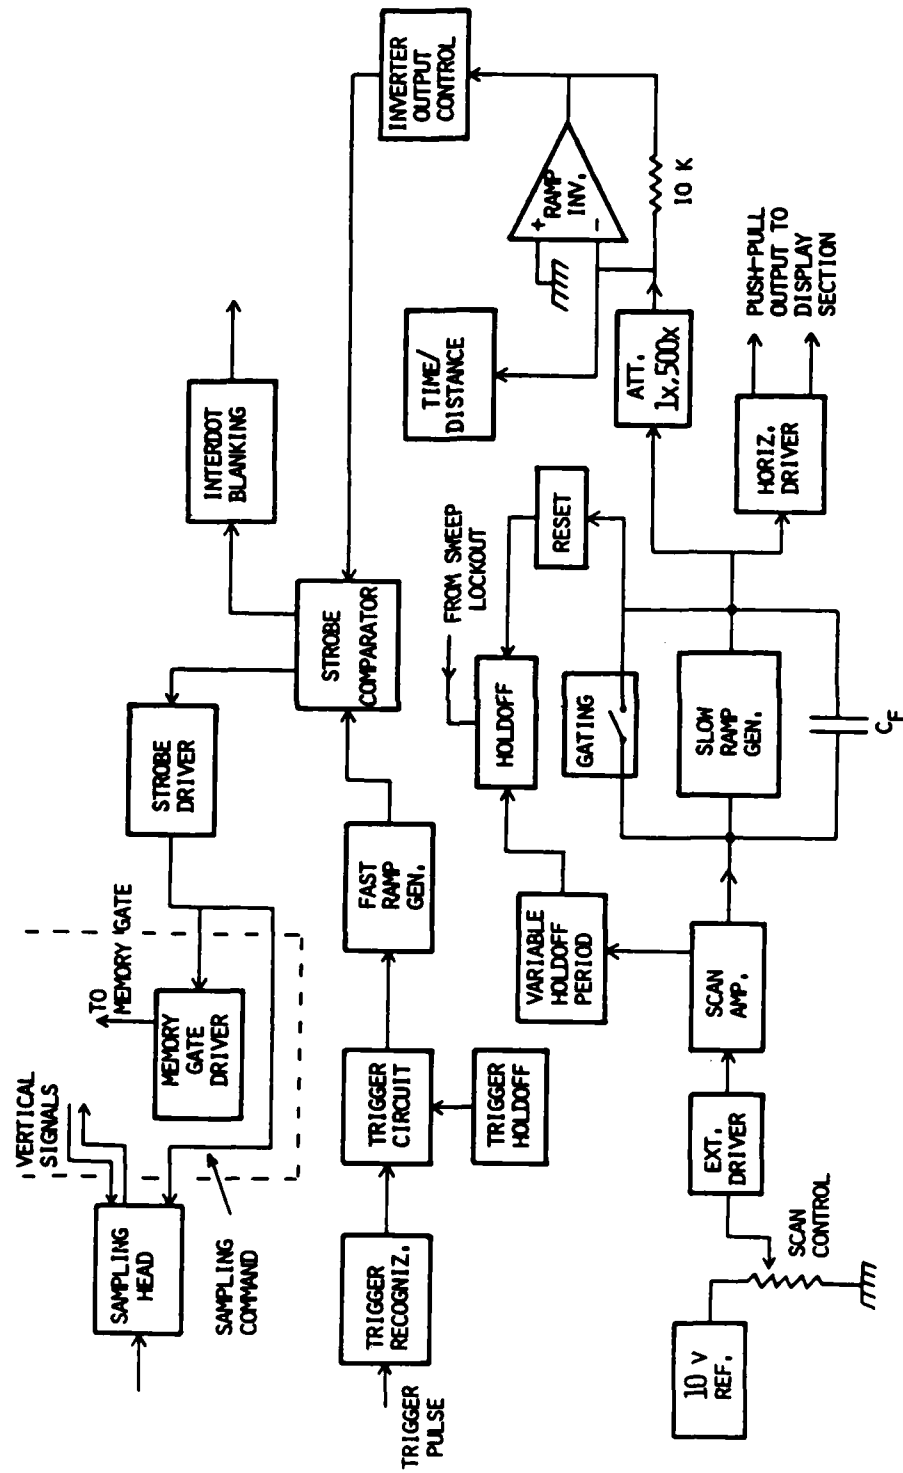 SAMPLING
HEAD
VERTICAL
SIGNALS
SAMPLING
COMMAND
TO
MEMORY GATE
MEMORY
GATE
DRIVER
STROBE
DRIVER
INTERDOT
BLANKING
TRIGGER
PULSE
TRIGGER
RECOGNIZ.
TRIGGER
CIRCUIT
TRIGGER
HOLDOFF
FAST
RAMP
GEN.
STROBE
COMPARATOR
INVERTER
OUTPUT
CONTROL
VARIABLE
HOLDOFF
PERIOD
HOLDOFF
FROM SWEEP
LOCKOUT
RESET
GATING
TIME/
DISTANCE
+
RAMP
INV.
-
10 K
ATT.
1x,500x
10 V
REF.
SCAN
CONTROL
EXT.
DRIVER
SCAN
AMP.
SLOW
RAMP
GEN.
CF
HORIZ.
DRIVER
PUSH-PULL
OUTPUT TO
DISPLAY
SECTION